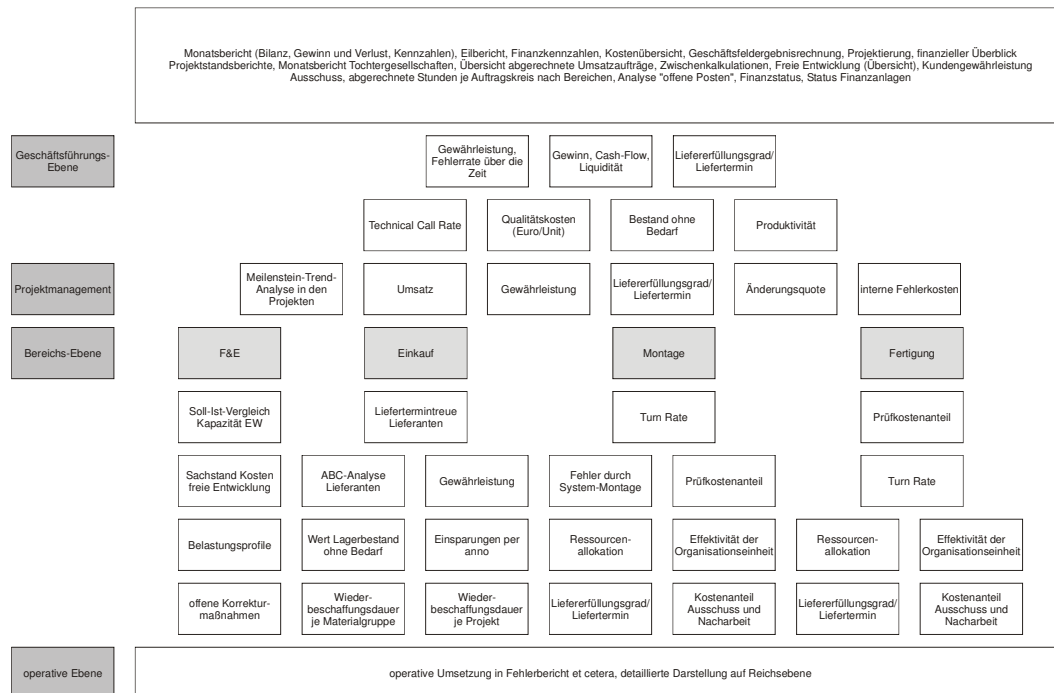 Monatsbericht (Bilanz, Gewinn und Verlust, Kennzahlen), Eilbericht, Finanzkennzahlen, Kostenübersicht, Geschäftsfeldergebnisrechnung, Projektierung, finanzieller Überblick
Projektstandsberichte, Monatsbericht Tochtergesellschaften, Übersicht abgerechnete Umsatzaufträge, Zwischenkalkulationen, Freie Entwicklung (Übersicht), Kundengewährleistung
Ausschuss, abgerechnete Stunden je Auftragskreis nach Bereichen, Analyse "offene Posten", Finanzstatus, Status Finanzanlagen
Geschäftsführungs-
Ebene
Gewährleistung,
Fehlerrate über die
Zeit
Gewinn, Cash-Flow,
Liquidität
Liefererfüllungsgrad/
Liefertermin
Technical Call Rate
Qualitätskosten
(Euro/Unit)
Bestand ohne
Bedarf
Produktivität
Projektmanagement
Meilenstein-Trend-
Analyse in den
Projekten
Umsatz
Gewährleistung
Liefererfüllungsgrad/
Liefertermin
Änderungsquote
interne Fehlerkosten
Bereichs-Ebene
F&E
Einkauf
Montage
Fertigung
Soll-Ist-Vergleich
Kapazität EW
Liefertermintreue
Lieferanten
Turn Rate
Prüfkostenanteil
Sachstand Kosten
freie Entwicklung
ABC-Analyse
Lieferanten
Gewährleistung
Fehler durch
System-Montage
Prüfkostenanteil
Turn Rate
Belastungsprofile
Wert Lagerbestand
ohne Bedarf
Einsparungen per
anno
Ressourcen-
allokation
Effektivität der
Organisationseinheit
Ressourcen-
allokation
Effektivität der
Organisationseinheit
offene Korrektur-
maßnahmen
Wieder-
beschaffungsdauer
je Materialgruppe
Wieder-
beschaffungsdauer
je Projekt
Liefererfüllungsgrad/
Liefertermin
Kostenanteil
Ausschuss und
Nacharbeit
Liefererfüllungsgrad/
Liefertermin
Kostenanteil
Ausschuss und
Nacharbeit
operative Ebene
operative Umsetzung in Fehlerbericht et cetera, detaillierte Darstellung auf Reichsebene